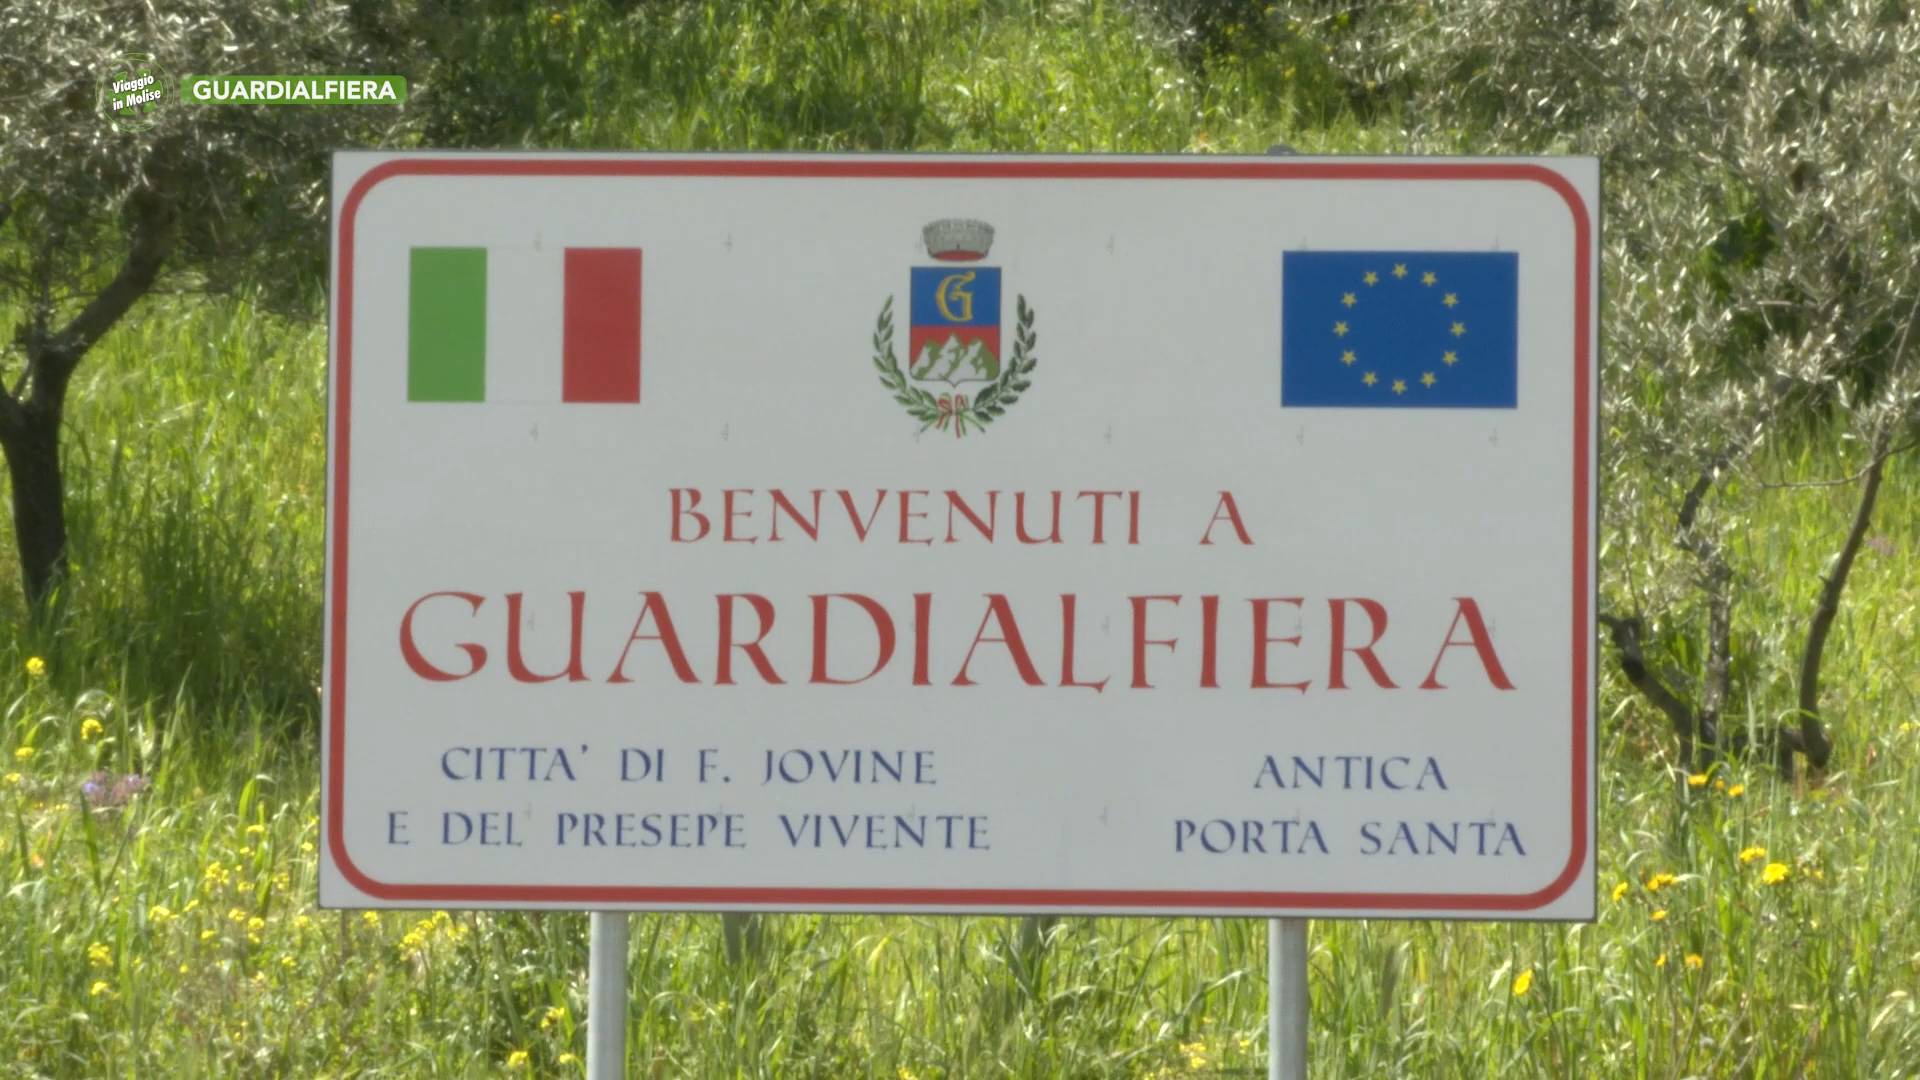 Viaggio
in Molise
GUARDIALFIERA
G
BENVENUTI A
GUARDIALFIERA
CITTA' DI F. JOVINE
E DEL PRESEPE VIVENTE
ANTICA
PORTA SANTA